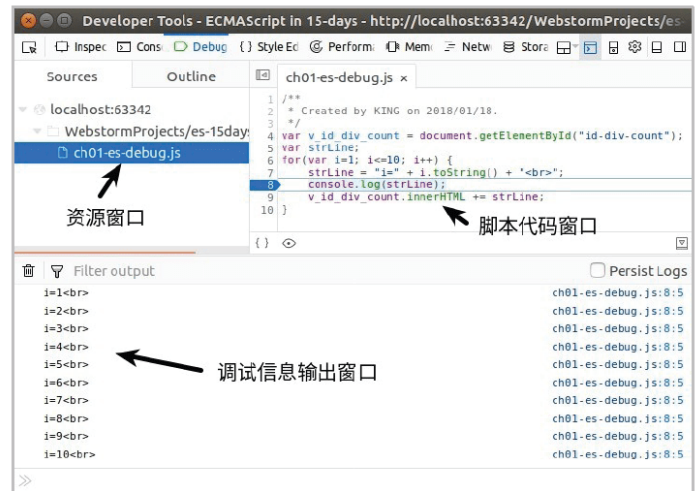 Developer Tools - ECMAScript in 15-days - http://localhost:63342/WebstormProjects/es-
Inspec Cons Debug { } Style Ed Performa Mem Netw Stora
Sources Outline
ch01-es-debug.js ×
localhost:63342
WebstormProjects/es-15day
ch01-es-debug.js
资源窗口
1 /**
2 * Created by KING on 2018/01/18.
3 */
4 var v_id_div_count = document.getElementById("id-div-count");
5 var strLine;
6 for(var i=1; i<=10; i++) {
7 strLine = "i=" + i.toString() + "<br>";
8 console.log(strLine);
9 v_id_div_count.innerHTML += strLine;
10 }
脚本代码窗口
{ }
Filter output Persist Logs
i=1<br> ch01-es-debug.js:8:5
i=2<br> ch01-es-debug.js:8:5
i=3<br> ch01-es-debug.js:8:5
i=4<br> ch01-es-debug.js:8:5
i=5<br> ch01-es-debug.js:8:5
i=6<br> ch01-es-debug.js:8:5
i=7<br> ch01-es-debug.js:8:5
i=8<br> ch01-es-debug.js:8:5
i=9<br> ch01-es-debug.js:8:5
i=10<br> ch01-es-debug.js:8:5
调试信息输出窗口